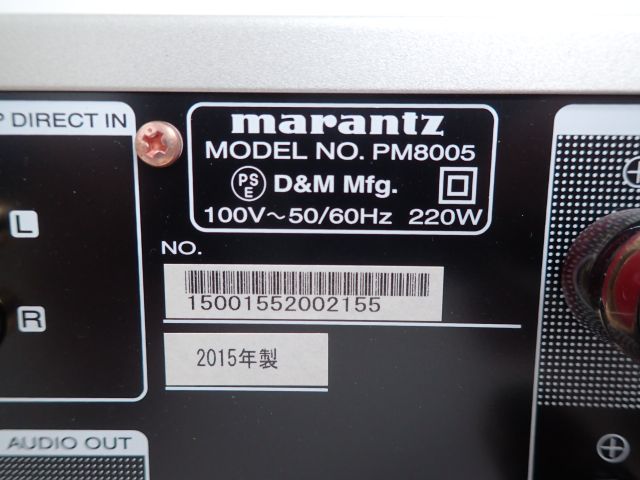 P DIRECT IN
marantz
MODEL NO. PM8005
PS E D&M Mfg.
100V~50/60Hz 220W
L
NO.
15001552002155
R
2015年製
AUDIO OUT